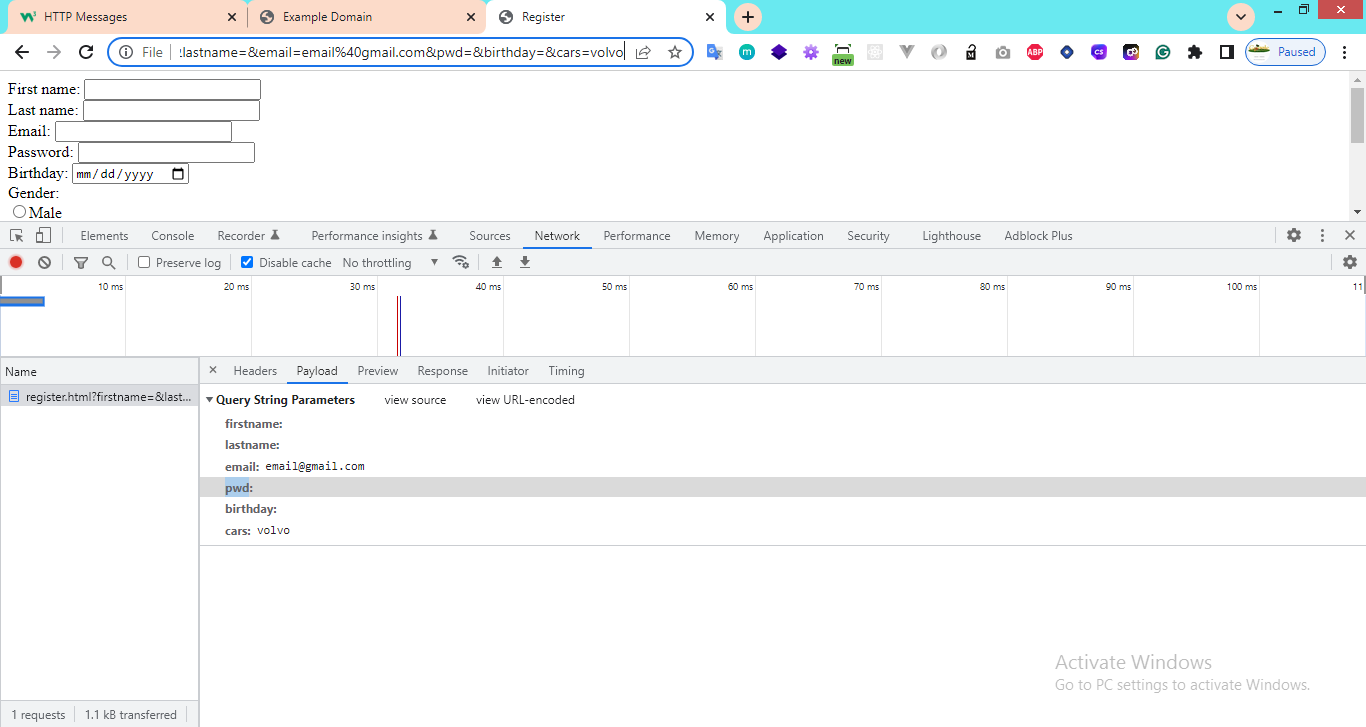 HTTP Messages
Example Domain
Register
File :lastname=&email=email%40gmail.com&pwd=&birthday=&cars=volvo
new
ABP
CS
Paused
First name:
Last name:
Email:
Password:
Birthday: mm/dd/yyyy
Gender:
Male
Elements Console Recorder Performance insights Sources Network Performance Memory Application Security Lighthouse Adblock Plus
Preserve log Disable cache No throttling
10 ms 20 ms 30 ms 40 ms 50 ms 60 ms 70 ms 80 ms 90 ms 100 ms 11
Name
Headers Payload Preview Response Initiator Timing
register.html?firstname=&last...
Query String Parameters view source view URL-encoded
firstname:
lastname:
email: email@gmail.com
pwd:
birthday:
cars: volvo
Activate Windows
Go to PC settings to activate Windows.
1 requests 1.1 kB transferred